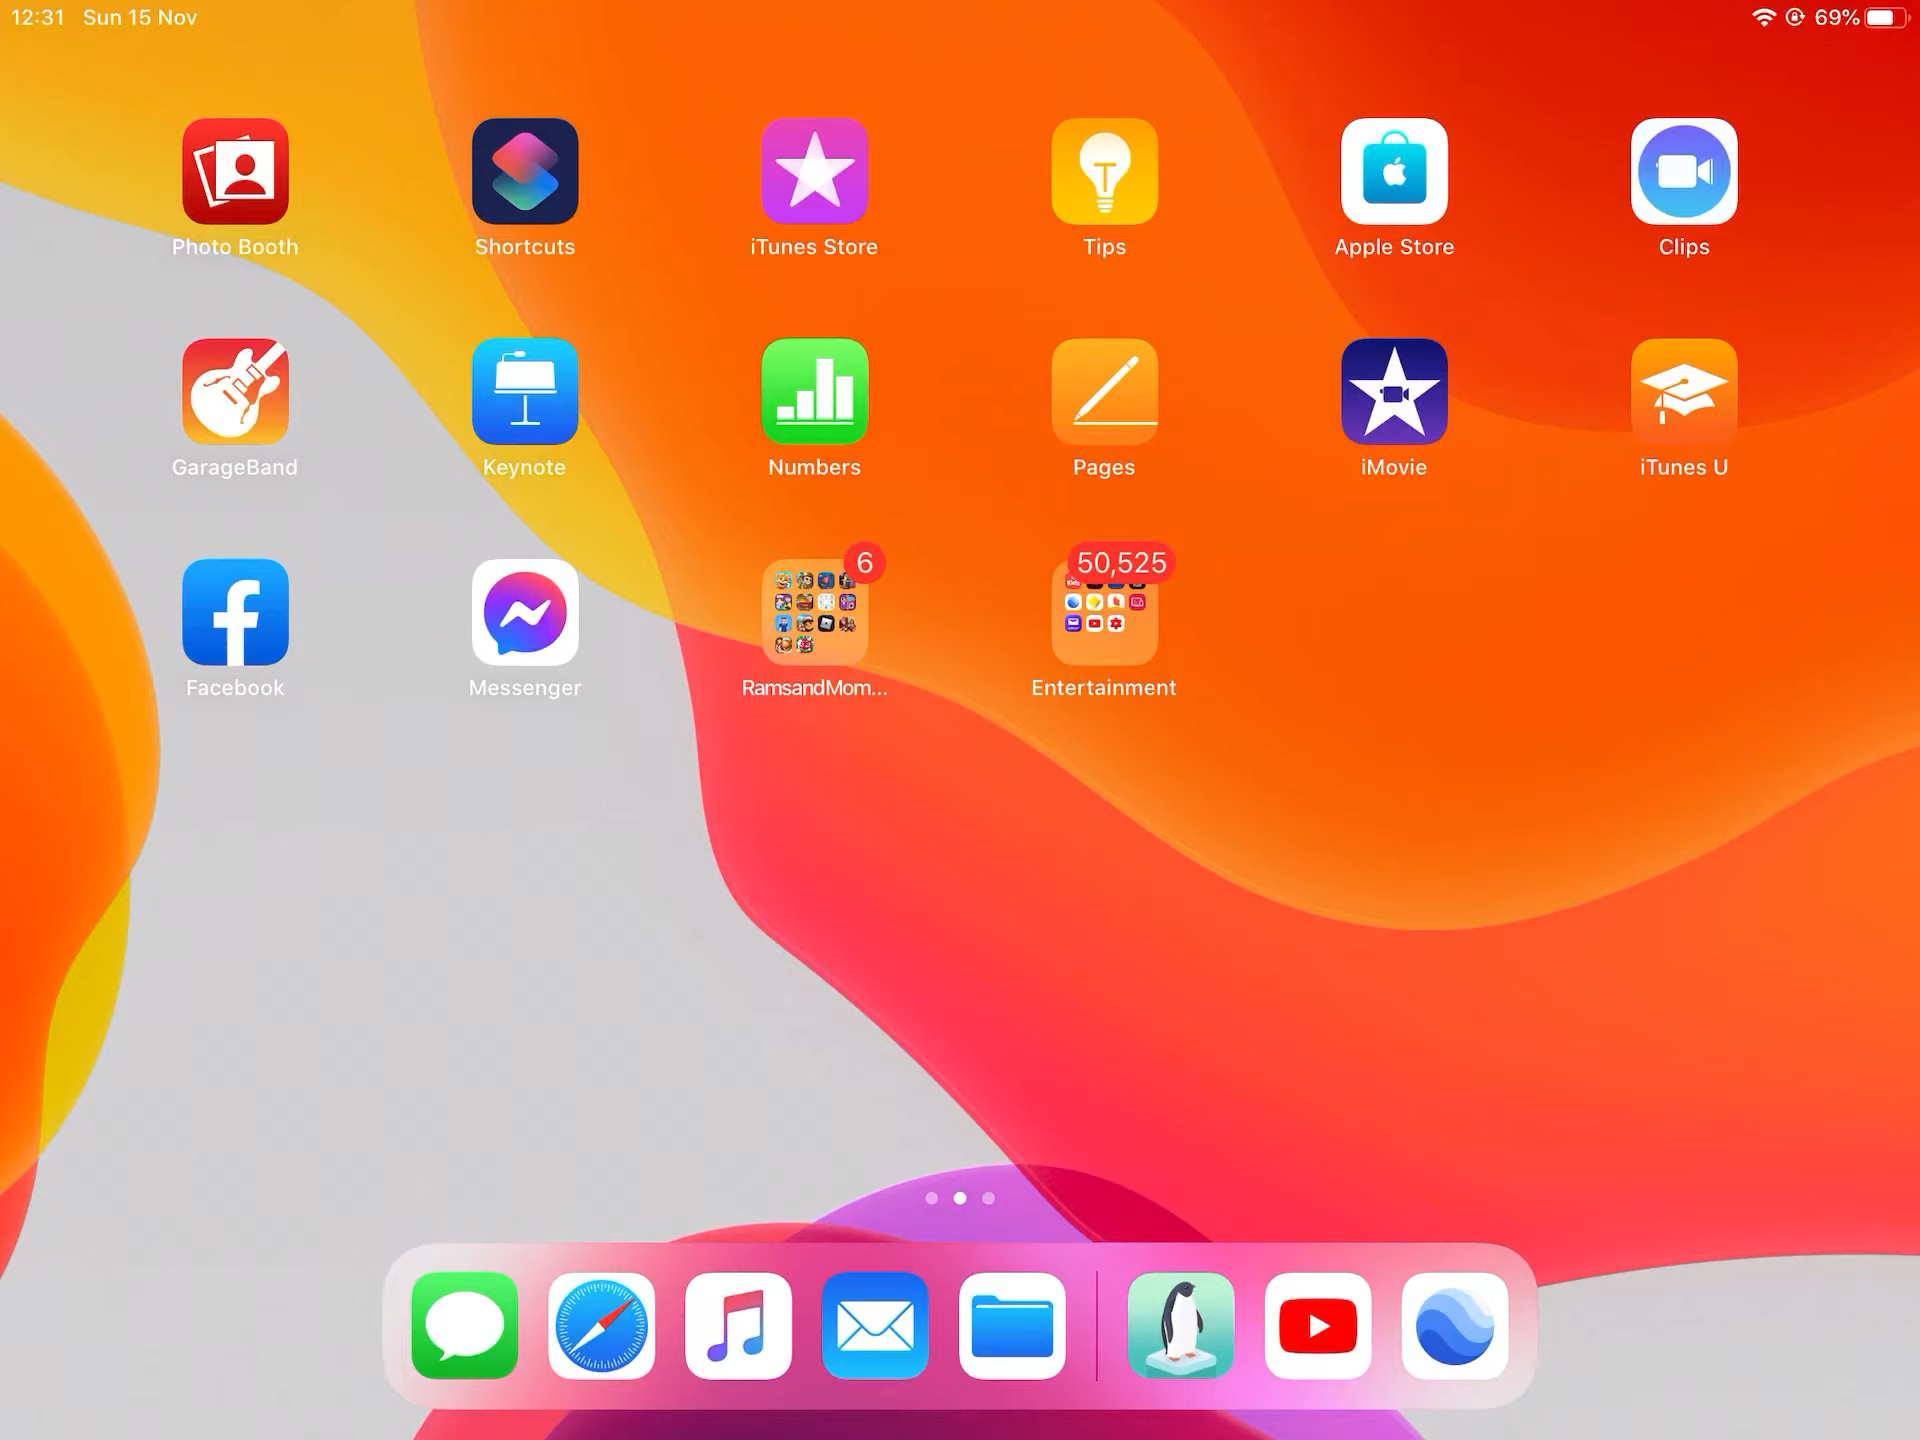 12:31 Sun 15 Nov
69%
Photo Booth
Shortcuts
iTunes Store
Tips
Apple Store
Clips
GarageBand
Keynote
Numbers
Pages
iMovie
iTunes U
6
50,525
Facebook
Messenger
RamsandMom...
Entertainment